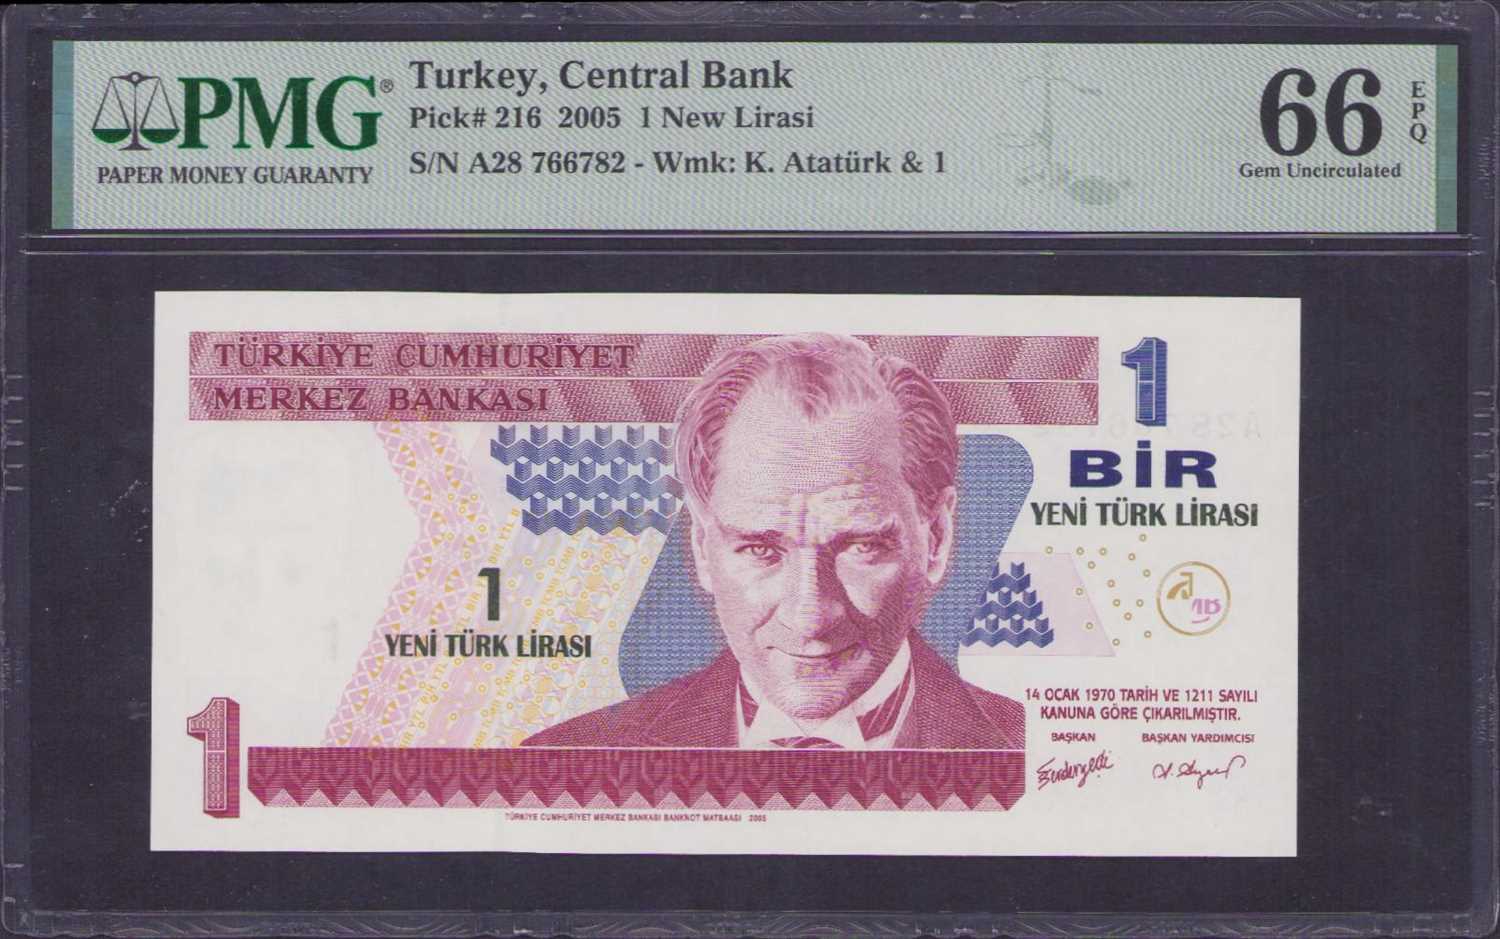 PMG®
PAPER MONEY GUARANTY
Turkey, Central Bank
Pick# 216 2005 1 New Lirasi
S/N A28 766782 - Wmk: K. Atatürk & 1
66
EPQ
Gem Uncirculated
TÜRKİYE CUMHURİYET
MERKEZ BANKASI
1
BİR
YENİ TÜRK LİRASI
1
YENİ TÜRK LİRASI
14 OCAK 1970 TARİH VE 1211 SAYILI
KANUNA GÖRE ÇIKARILMIŞTIR.
BAŞKAN BAŞKAN YARDIMCISI
1
TÜRKİYE CUMHURİYET MERKEZ BANKASI BANKNOT MATBAASI 2005